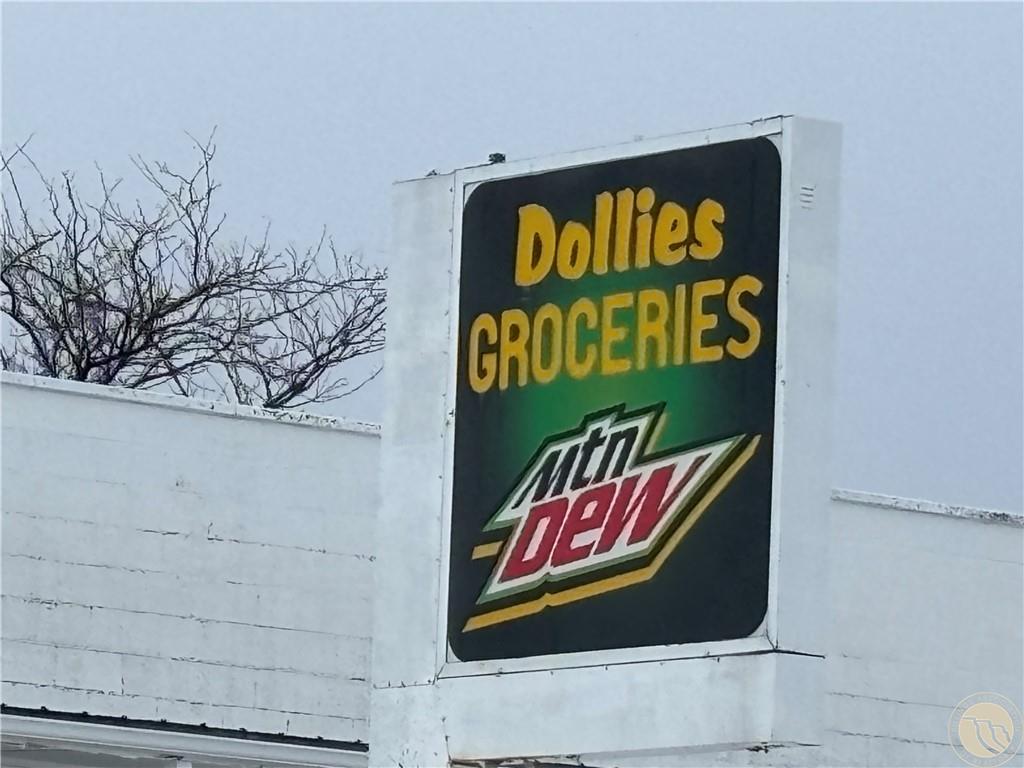 Dollies
GROCERIES
Mtn
DEW